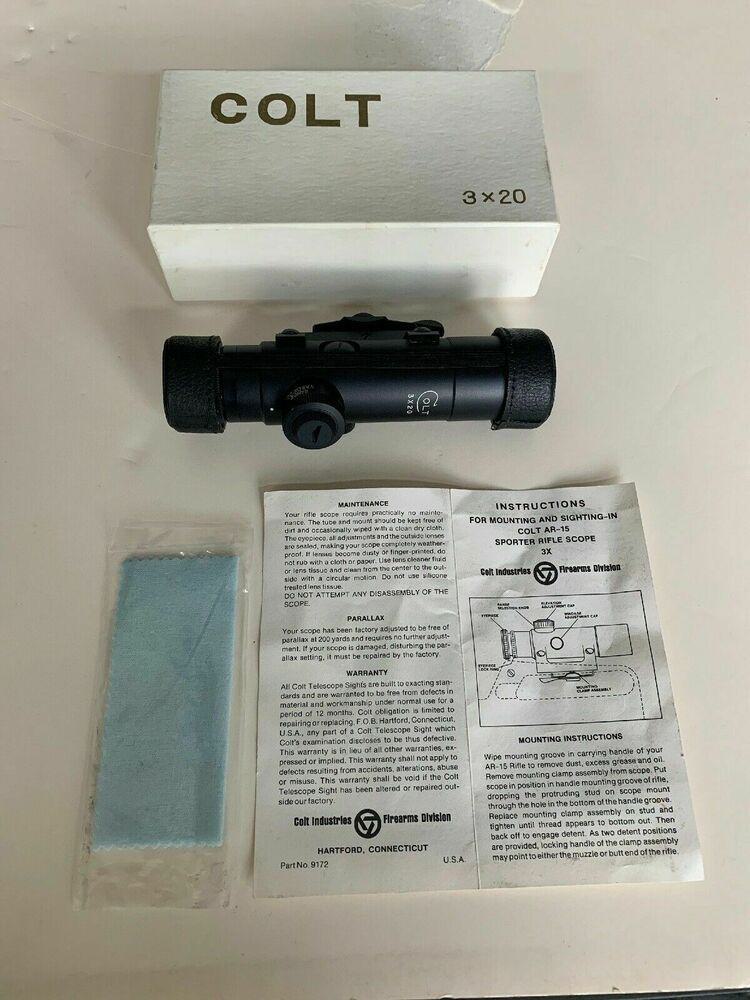 COLT
3×20
COLT
3X20
MAINTENANCE
Your rifle scope requires practically no mainte-
nance. The tube and mount should be kept free of
dirt and occasionally wiped with a clean dry cloth.
The eyepiece, all adjustments and the outside lenses
are sealed, making your scope completely weather-
proof. If lenses become dusty or finger-printed, do
not rub with a cloth or paper. Use lens cleaner fluid
or lens tissue and clean from the center to the out-
side with a circular motion. Do not use silicone
treated lens tissue.
DO NOT ATTEMPT ANY DISASSEMBLY OF THE
SCOPE.
PARALLAX
Your scope has been factory adjusted to be free of
parallax at 200 yards and requires no further adjust-
ment. If your scope is damaged, disturbing the par-
allax setting, it must be repaired by the factory.
WARRANTY
All Colt Telescope Sights are built to exacting stan-
dards and are warranted to be free from defects in
material and workmanship under normal use for a
period of 12 months. Colt obligation is limited to
repairing or replacing, F.O.B. Hartford, Connecticut,
U.S.A., any part of a Colt Telescope Sight which
Colt's examination discloses to be thus defective.
This warranty is in lieu of all other warranties, ex-
pressed or implied. This warranty shall not apply to
defects resulting from accidents, alterations, abuse
or misuse. This warranty shall be void if the Colt
Telescope Sight has been altered or repaired out-
side our factory.
Colt Industries Firearms Division
HARTFORD, CONNECTICUT
Part No. 9172 U.S.A.
INSTRUCTIONS
FOR MOUNTING AND SIGHTING-IN
COLT AR-15
SPORTER RIFLE SCOPE
3X
Colt Industries Firearms Division
RANGE
SELECTION KNOB
ELEVATION
ADJUSTMENT CAP
WINDAGE
ADJUSTMENT CAP
EYEPIECE
EYEPIECE
LOCK RING
MOUNTING
CLAMP ASSEMBLY
MOUNTING INSTRUCTIONS
Wipe mounting groove in carrying handle of your
AR-15 Rifle to remove dust, excess grease and oil.
Remove mounting clamp assembly from scope. Put
scope in position in handle mounting groove of rifle,
dropping the protruding stud on scope mount
through the hole in the bottom of the handle groove.
Replace mounting clamp assembly on stud and
tighten until thread appears to bottom out. Then
back off to engage detent. As two detent positions
are provided, locking handle of the clamp assembly
may point to either the muzzle or butt end of the rifle.